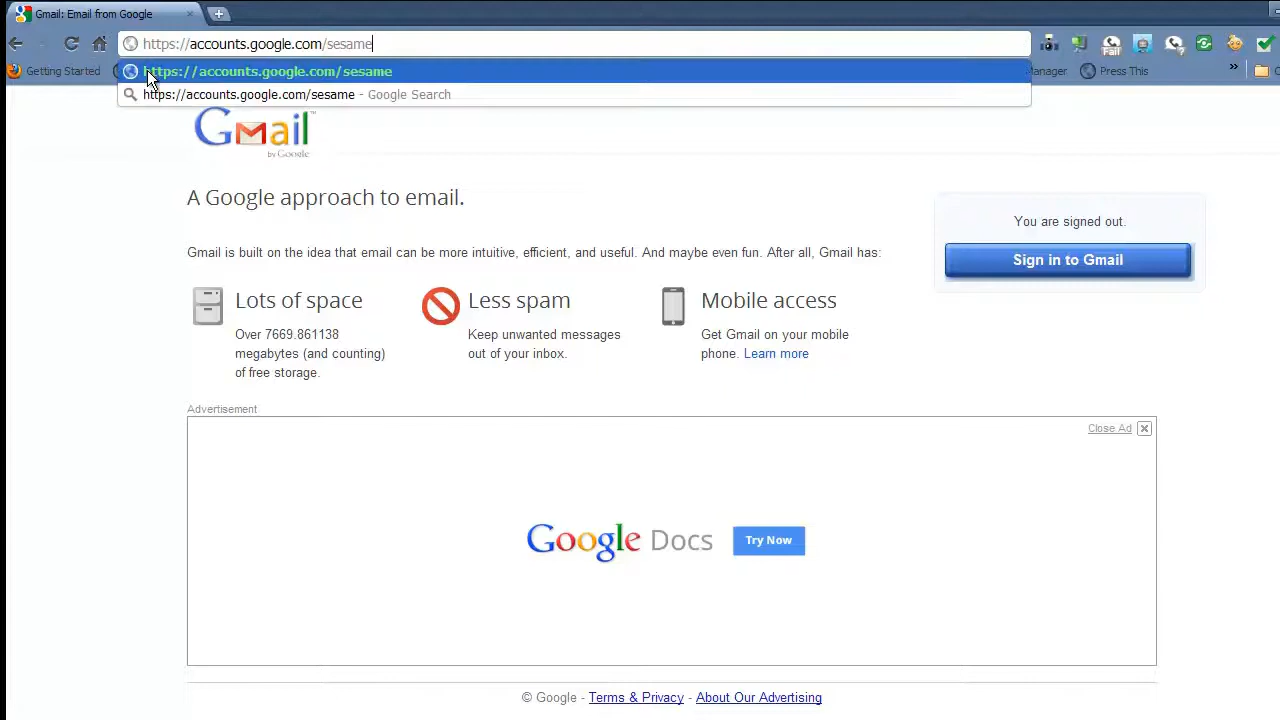 Gmail: Email from Google
https://accounts.google.com/sesame
https://accounts.google.com/sesame
https://accounts.google.com/sesame - Google Search
Getting Started
Manager
Press This
»
Gmail
by Google
A Google approach to email.
Gmail is built on the idea that email can be more intuitive, efficient, and useful. And maybe even fun. After all, Gmail has:
You are signed out.
Sign in to Gmail
Lots of space
Over 7669.861138
megabytes (and counting)
of free storage.
Less spam
Keep unwanted messages
out of your inbox.
Mobile access
Get Gmail on your mobile
phone. Learn more
Advertisement
Close Ad
Google Docs
Try Now
© Google - Terms & Privacy - About Our Advertising